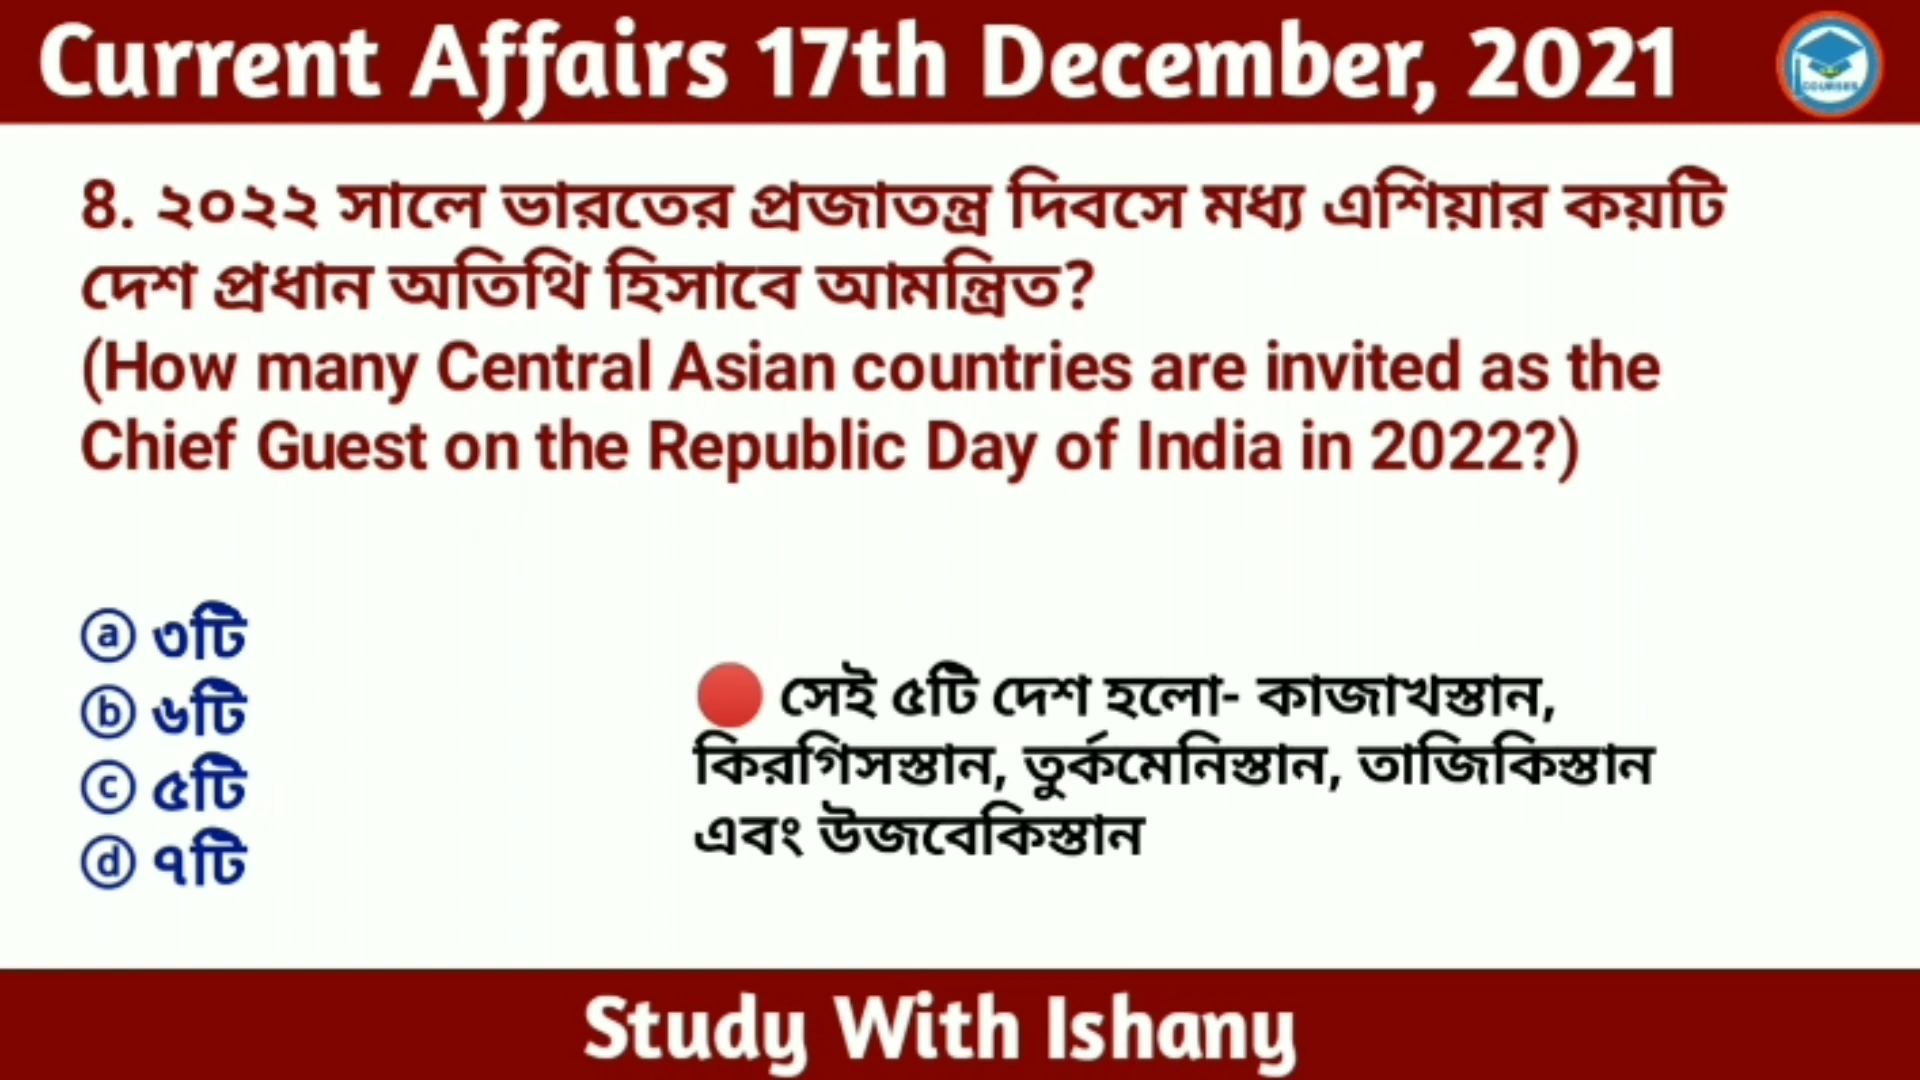 Current Affairs 17th December, 2021
COURSES
8. ২০২২ সালে ভারতের প্রজাতন্ত্র দিবসে মধ্য এশিয়ার কয়টি
দেশ প্রধান অতিথি হিসাবে আমন্ত্রিত?
(How many Central Asian countries are invited as the
Chief Guest on the Republic Day of India in 2022?)
ⓐ ৩টি
ⓑ ৬টি
ⓒ ৫টি
ⓓ ৭টি
সেই ৫টি দেশ হলো- কাজাখস্তান,
কিরগিসস্তান, তুর্কমেনিস্তান, তাজিকিস্তান
এবং উজবেকিস্তান
Study With Ishany